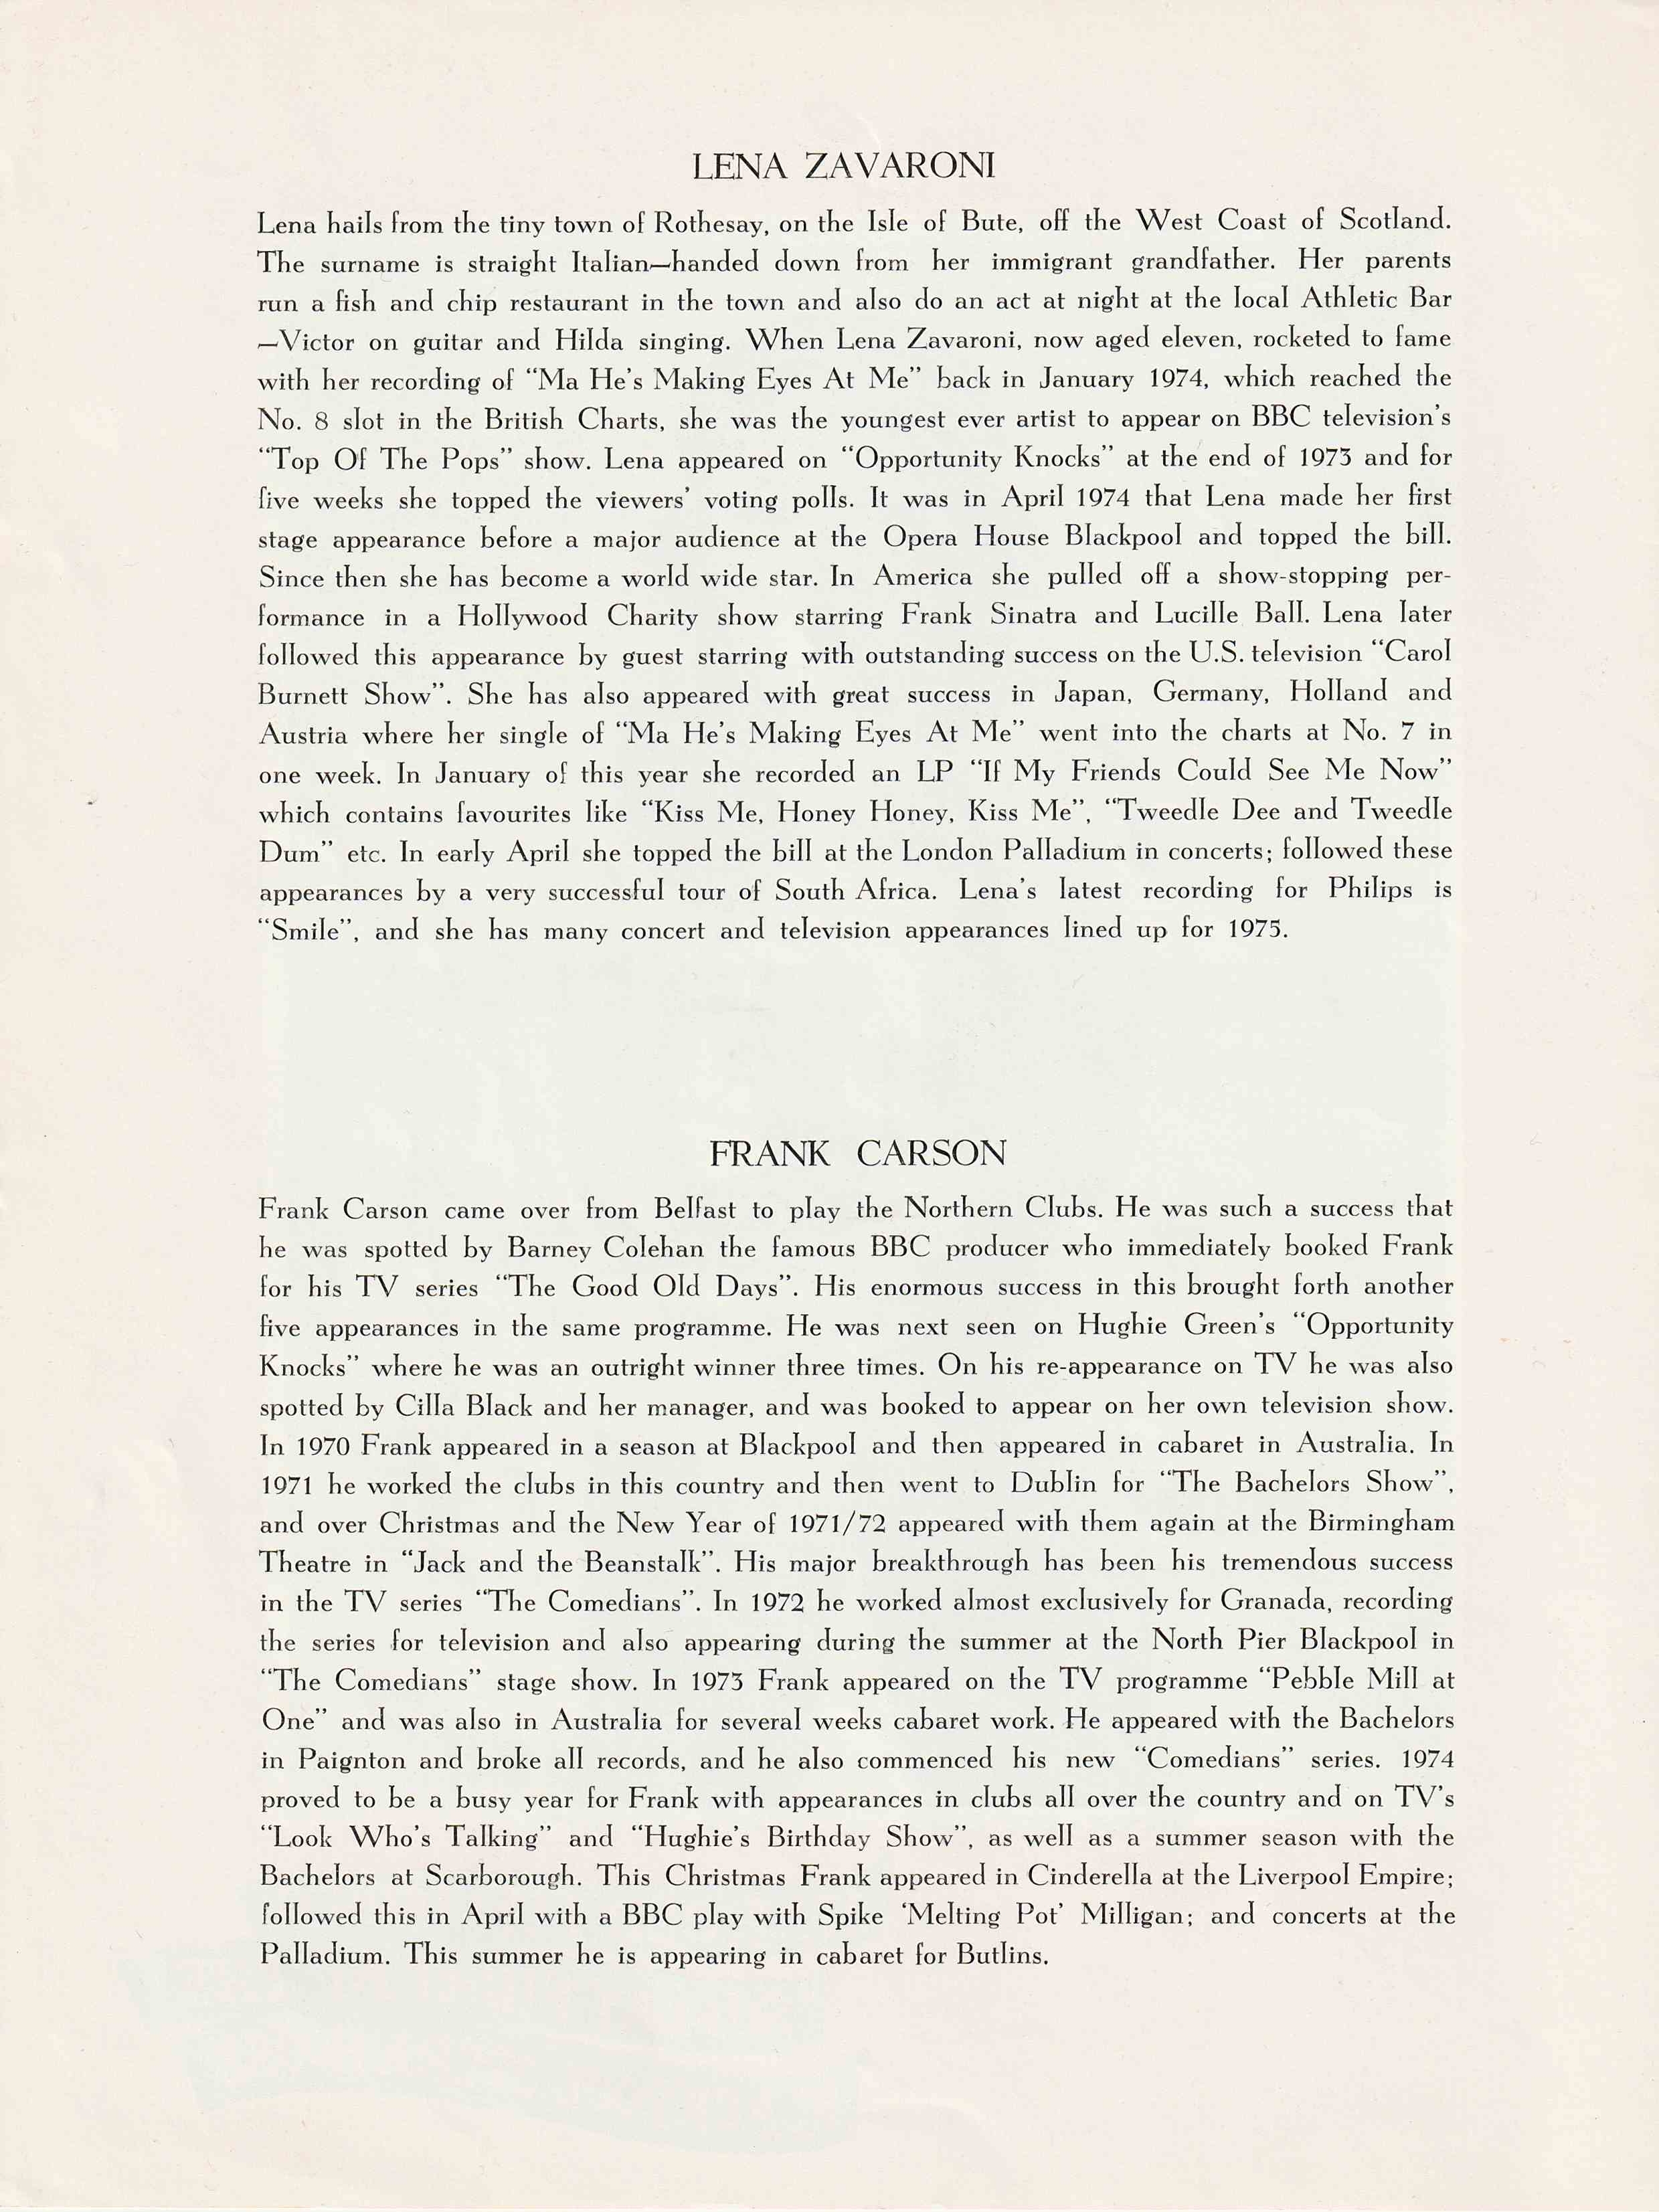 LENA ZAVARONI
Lena hails from the tiny town of Rothesay, on the Isle of Bute, off the West Coast of Scotland.
The surname is straight Italian—handed down from her immigrant grandfather. Her parents
run a fish and chip restaurant in the town and also do an act at night at the local Athletic Bar
—Victor on guitar and Hilda singing. When Lena Zavaroni, now aged eleven, rocketed to fame
with her recording of “Ma He’s Making Eyes At Me” back in January 1974, which reached the
No. 8 slot in the British Charts, she was the youngest ever artist to appear on BBC television’s
“Top Of The Pops” show. Lena appeared on “Opportunity Knocks” at the end of 1973 and for
five weeks she topped the viewers’ voting polls. It was in April 1974 that Lena made her first
stage appearance before a major audience at the Opera House Blackpool and topped the bill.
Since then she has become a world wide star. In America she pulled off a show-stopping per-
formance in a Hollywood Charity show starring Frank Sinatra and Lucille Ball. Lena later
followed this appearance by guest starring with outstanding success on the U.S. television “Carol
Burnett Show”. She has also appeared with great success in Japan, Germany, Holland and
Austria where her single of “Ma He’s Making Eyes At Me” went into the charts at No. 7 in
one week. In January of this year she recorded an LP “If My Friends Could See Me Now”
which contains favourites like “Kiss Me, Honey Honey, Kiss Me”, “Tweedle Dee and Tweedle
Dum” etc. In early April she topped the bill at the London Palladium in concerts; followed these
appearances by a very successful tour of South Africa. Lena’s latest recording for Philips is
“Smile”, and she has many concert and television appearances lined up for 1975.
FRANK CARSON
Frank Carson came over from Belfast to play the Northern Clubs. He was such a success that
he was spotted by Barney Colehan the famous BBC producer who immediately booked Frank
for his TV series “The Good Old Days”. His enormous success in this brought forth another
five appearances in the same programme. He was next seen on Hughie Green’s “Opportunity
Knocks” where he was an outright winner three times. On his re-appearance on TV he was also
spotted by Cilla Black and her manager, and was booked to appear on her own television show.
In 1970 Frank appeared in a season at Blackpool and then appeared in cabaret in Australia. In
1971 he worked the clubs in this country and then went to Dublin for “The Bachelors Show”,
and over Christmas and the New Year of 1971/72 appeared with them again at the Birmingham
Theatre in “Jack and the Beanstalk”. His major breakthrough has been his tremendous success
in the TV series “The Comedians”. In 1972 he worked almost exclusively for Granada, recording
the series for television and also appearing during the summer at the North Pier Blackpool in
“The Comedians” stage show. In 1973 Frank appeared on the TV programme “Pebble Mill at
One” and was also in Australia for several weeks cabaret work. He appeared with the Bachelors
in Paignton and broke all records, and he also commenced his new “Comedians” series. 1974
proved to be a busy year for Frank with appearances in clubs all over the country and on TV’s
“Look Who’s Talking” and “Hughie’s Birthday Show”, as well as a summer season with the
Bachelors at Scarborough. This Christmas Frank appeared in Cinderella at the Liverpool Empire;
followed this in April with a BBC play with Spike ‘Melting Pot’ Milligan; and concerts at the
Palladium. This summer he is appearing in cabaret for Butlins.